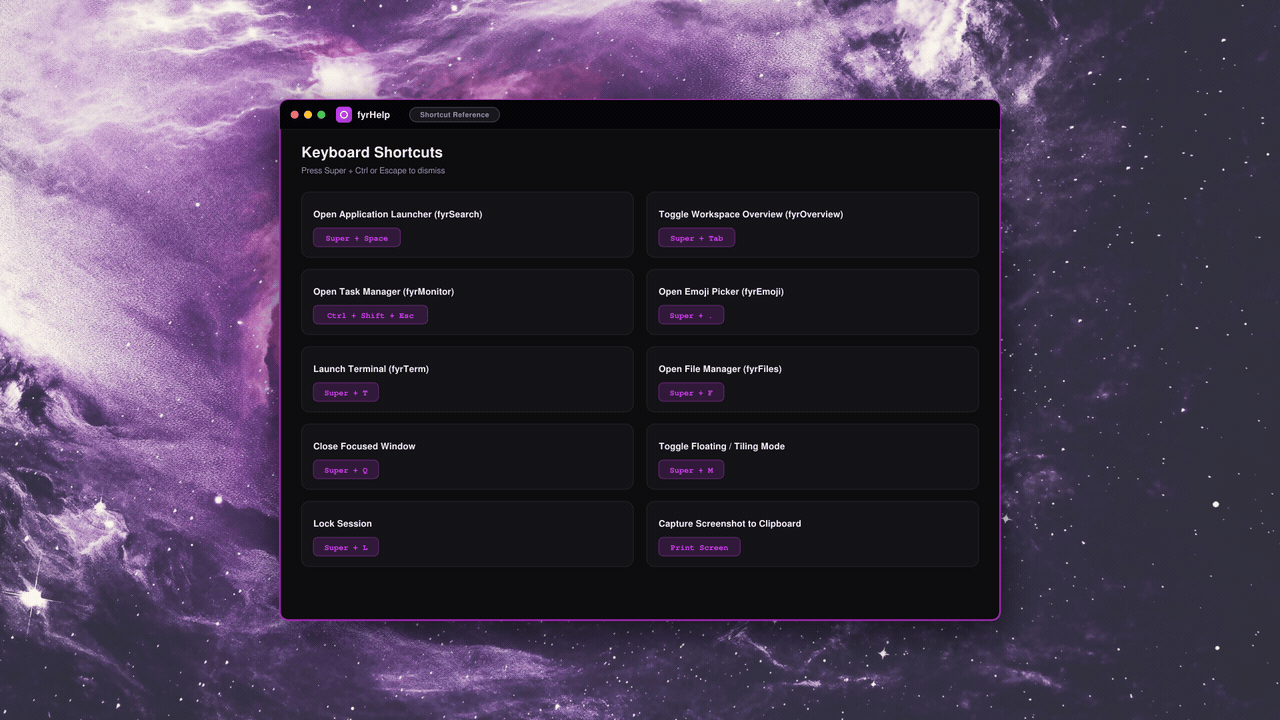 fyrHelp
Shortcut Reference
Keyboard Shortcuts
Press Super + Ctrl or Escape to dismiss
Open Application Launcher (fyrSearch)
Super + Space
Toggle Workspace Overview (fyrOverview)
Super + Tab
Open Task Manager (fyrMonitor)
Ctrl + Shift + Esc
Open Emoji Picker (fyrEmoji)
Super + .
Launch Terminal (fyrTerm)
Super + T
Open File Manager (fyrFiles)
Super + F
Close Focused Window
Super + Q
Toggle Floating / Tiling Mode
Super + M
Lock Session
Super + L
Capture Screenshot to Clipboard
Print Screen